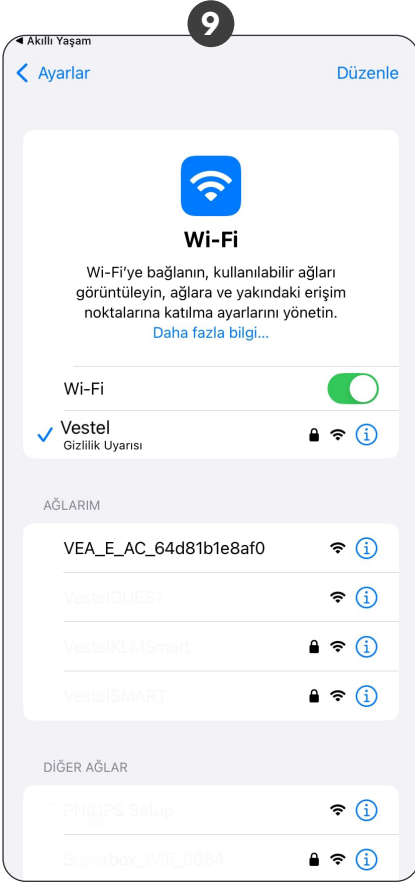 9
◀ Akıllı Yaşam
Ayarlar
Düzenle
Wi-Fi
Wi-Fi'ye bağlanın, kullanılabilir ağları
görüntüleyin, ağlara ve yakındaki erişim
noktalarına katılma ayarlarını yönetin.
Daha fazla bilgi...
Wi-Fi
Vestel
Gizlilik Uyarısı
AĞLARIM
VEA_E_AC_64d81b1e8af0
VestelGUEST
VestelKLMSmart
VestelSMART
DİĞER AĞLAR
PHILIPS Setup
Superbox_Wifi_0684